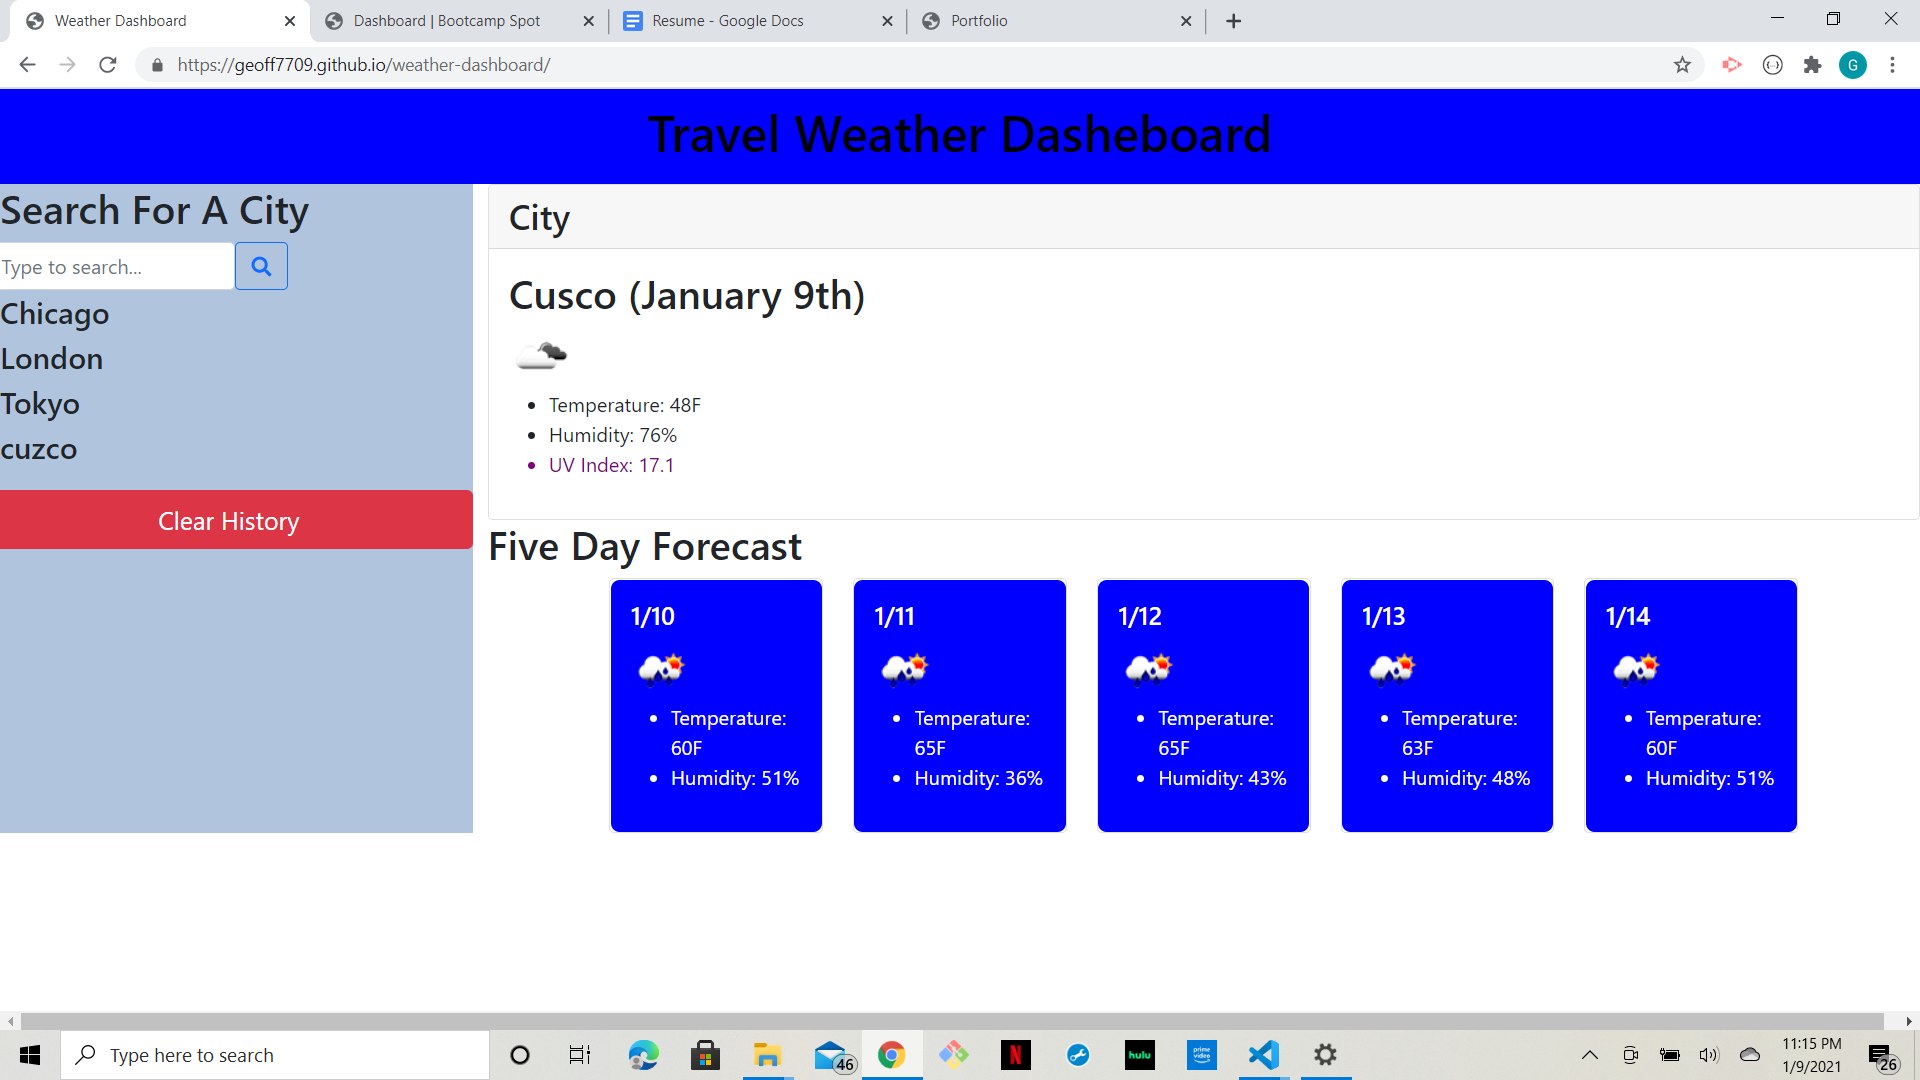 Weather Dashboard
Dashboard | Bootcamp Spot
Resume - Google Docs
Portfolio
https://geoff7709.github.io/weather-dashboard/
G
Travel Weather Dasheboard
Search For A City
Type to search...
Chicago
London
Tokyo
cuzco
Clear History
City
Cusco (January 9th)
Temperature: 48F
Humidity: 76%
UV Index: 17.1
Five Day Forecast
1/10
Temperature:
60F
Humidity: 51%
1/11
Temperature:
65F
Humidity: 36%
1/12
Temperature:
65F
Humidity: 43%
1/13
Temperature:
63F
Humidity: 48%
1/14
Temperature:
60F
Humidity: 51%
Type here to search
46
N
hulu
prime
video
11:15 PM
1/9/2021
26